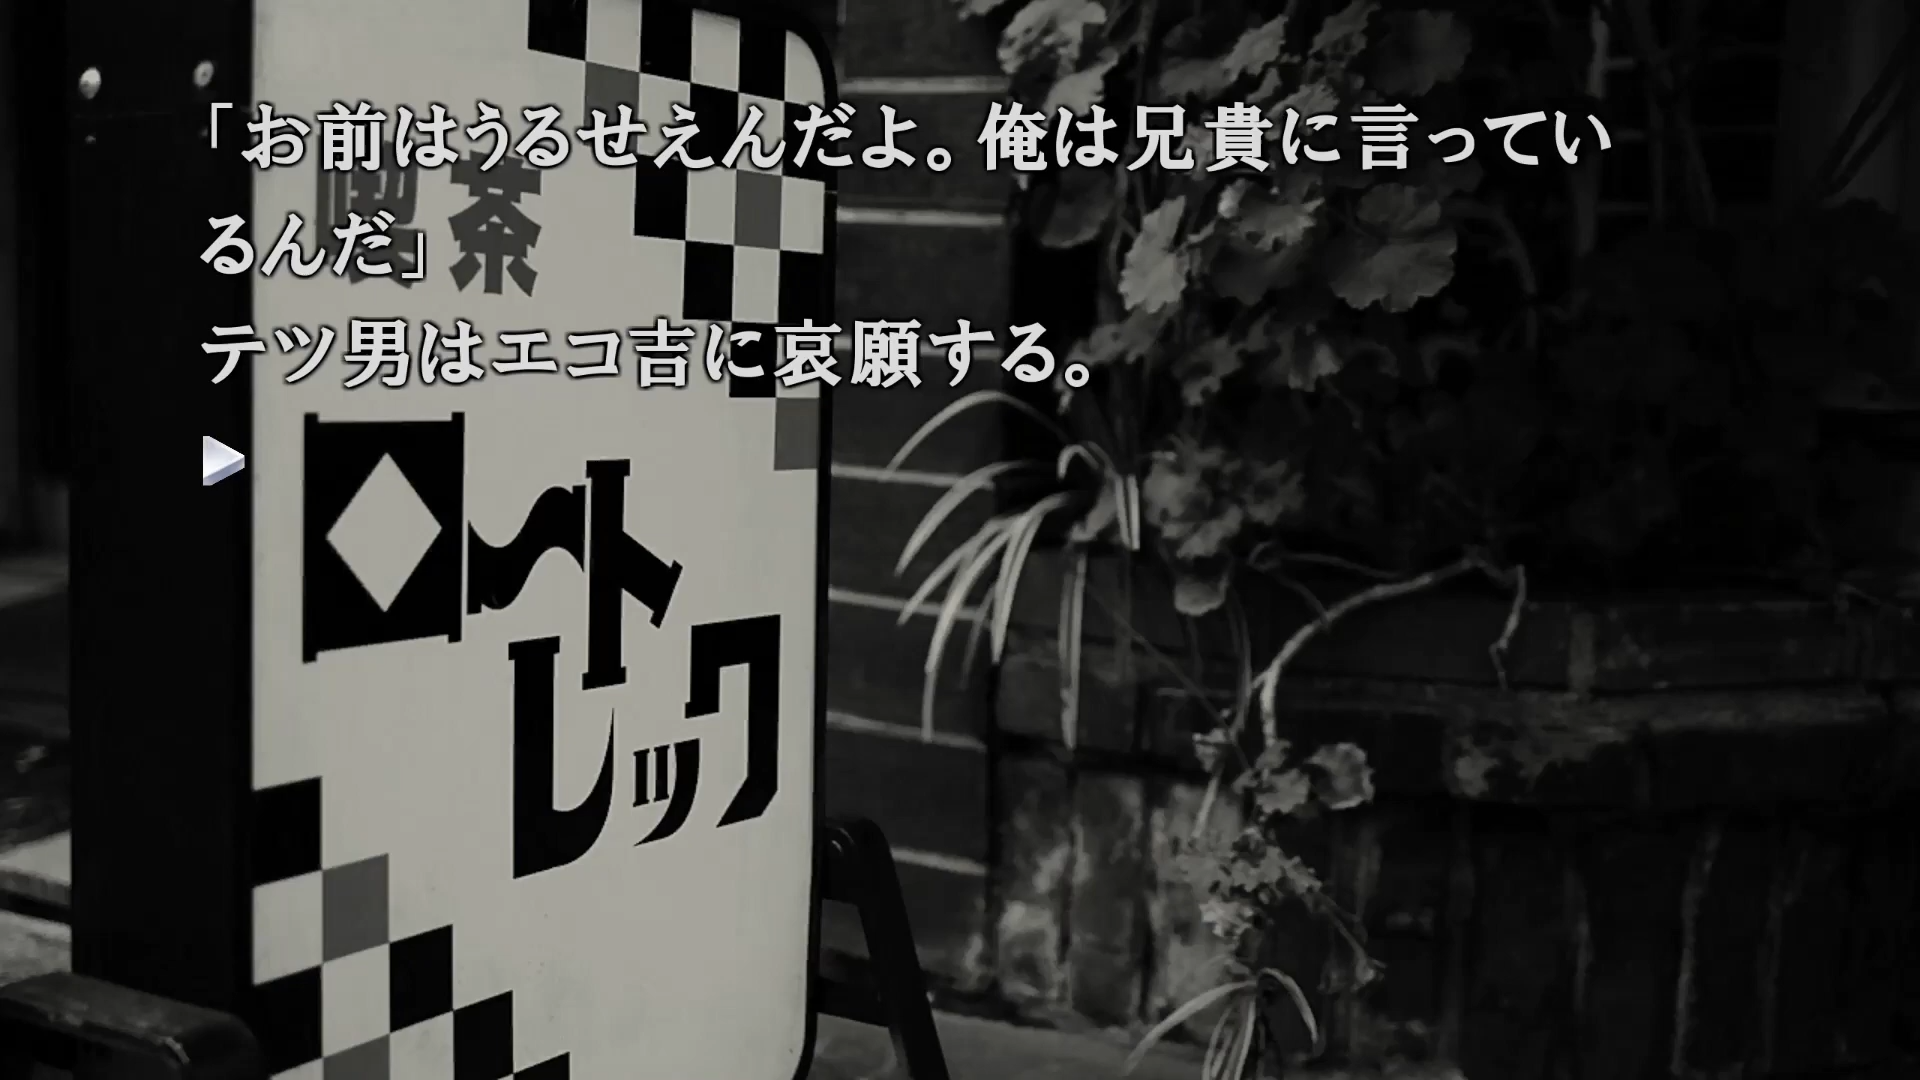 「お前はうるせえんだよ。俺は兄貴に言ってい
るんだ」
テツ男はエコ吉に哀願する。
喫茶
ロートレック